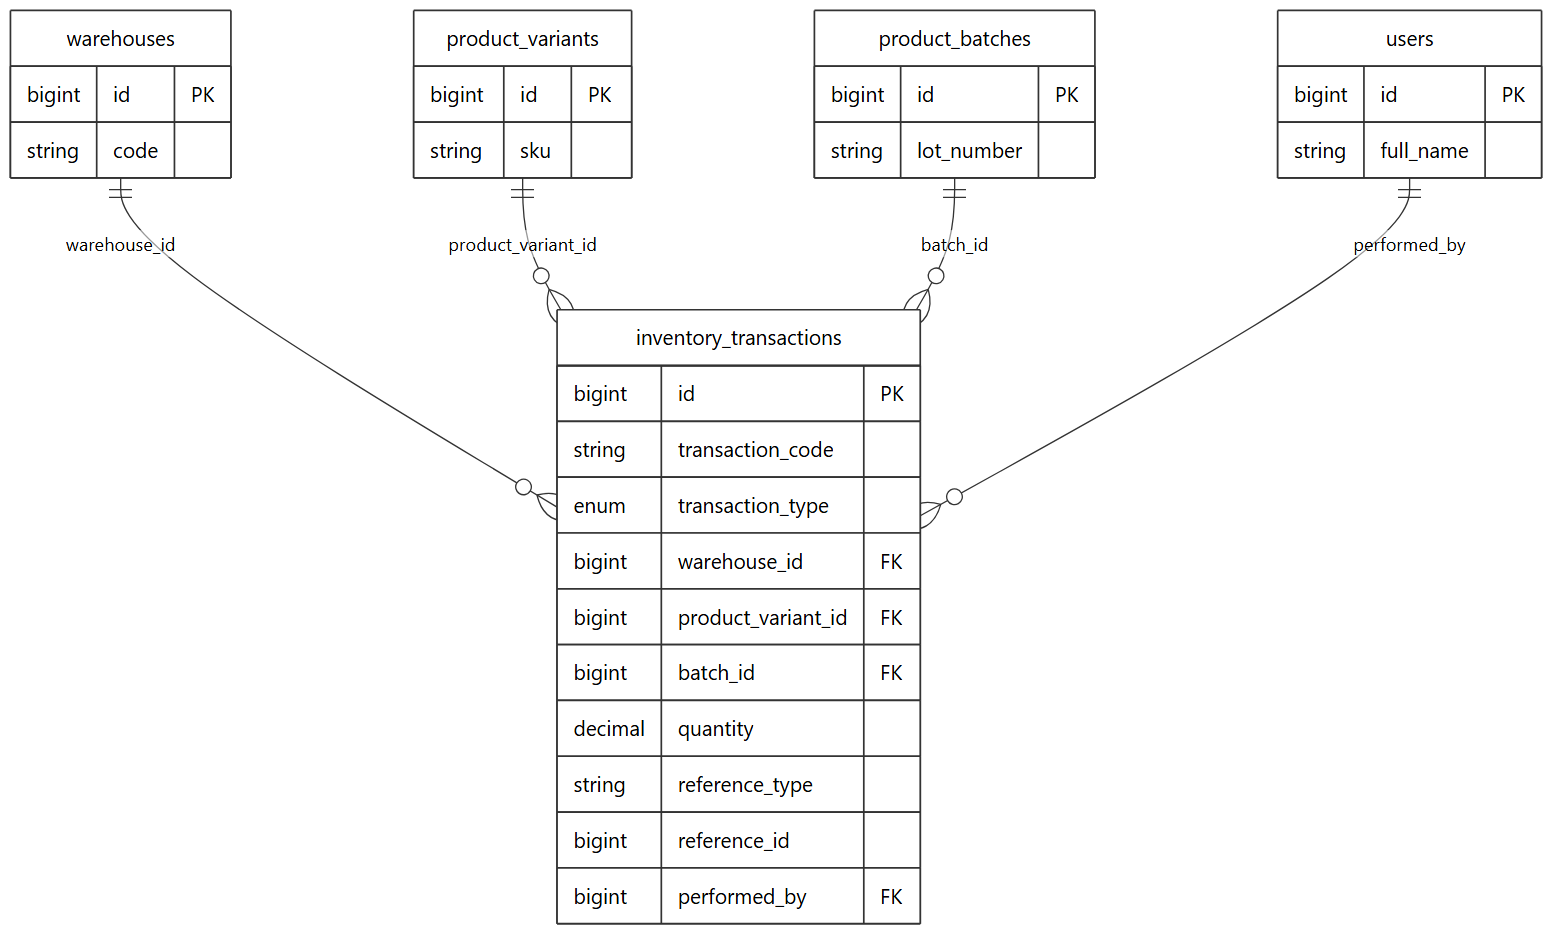 warehouses
bigint id PK
string code
product_variants
bigint id PK
string sku
product_batches
bigint id PK
string lot_number
users
bigint id PK
string full_name
warehouse_id
product_variant_id
batch_id
performed_by
inventory_transactions
bigint id PK
string transaction_code
enum transaction_type
bigint warehouse_id FK
bigint product_variant_id FK
bigint batch_id FK
decimal quantity
string reference_type
bigint reference_id
bigint performed_by FK